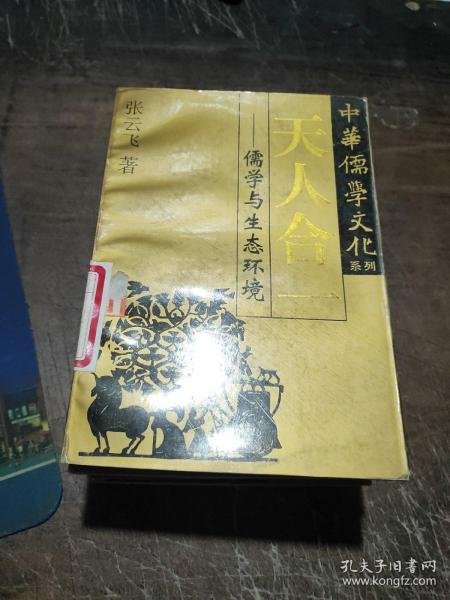 中華儒學文化
系列
天人合一
——儒学与生态环境
张云飞 著
孔夫子旧书网
www.kongfz.com